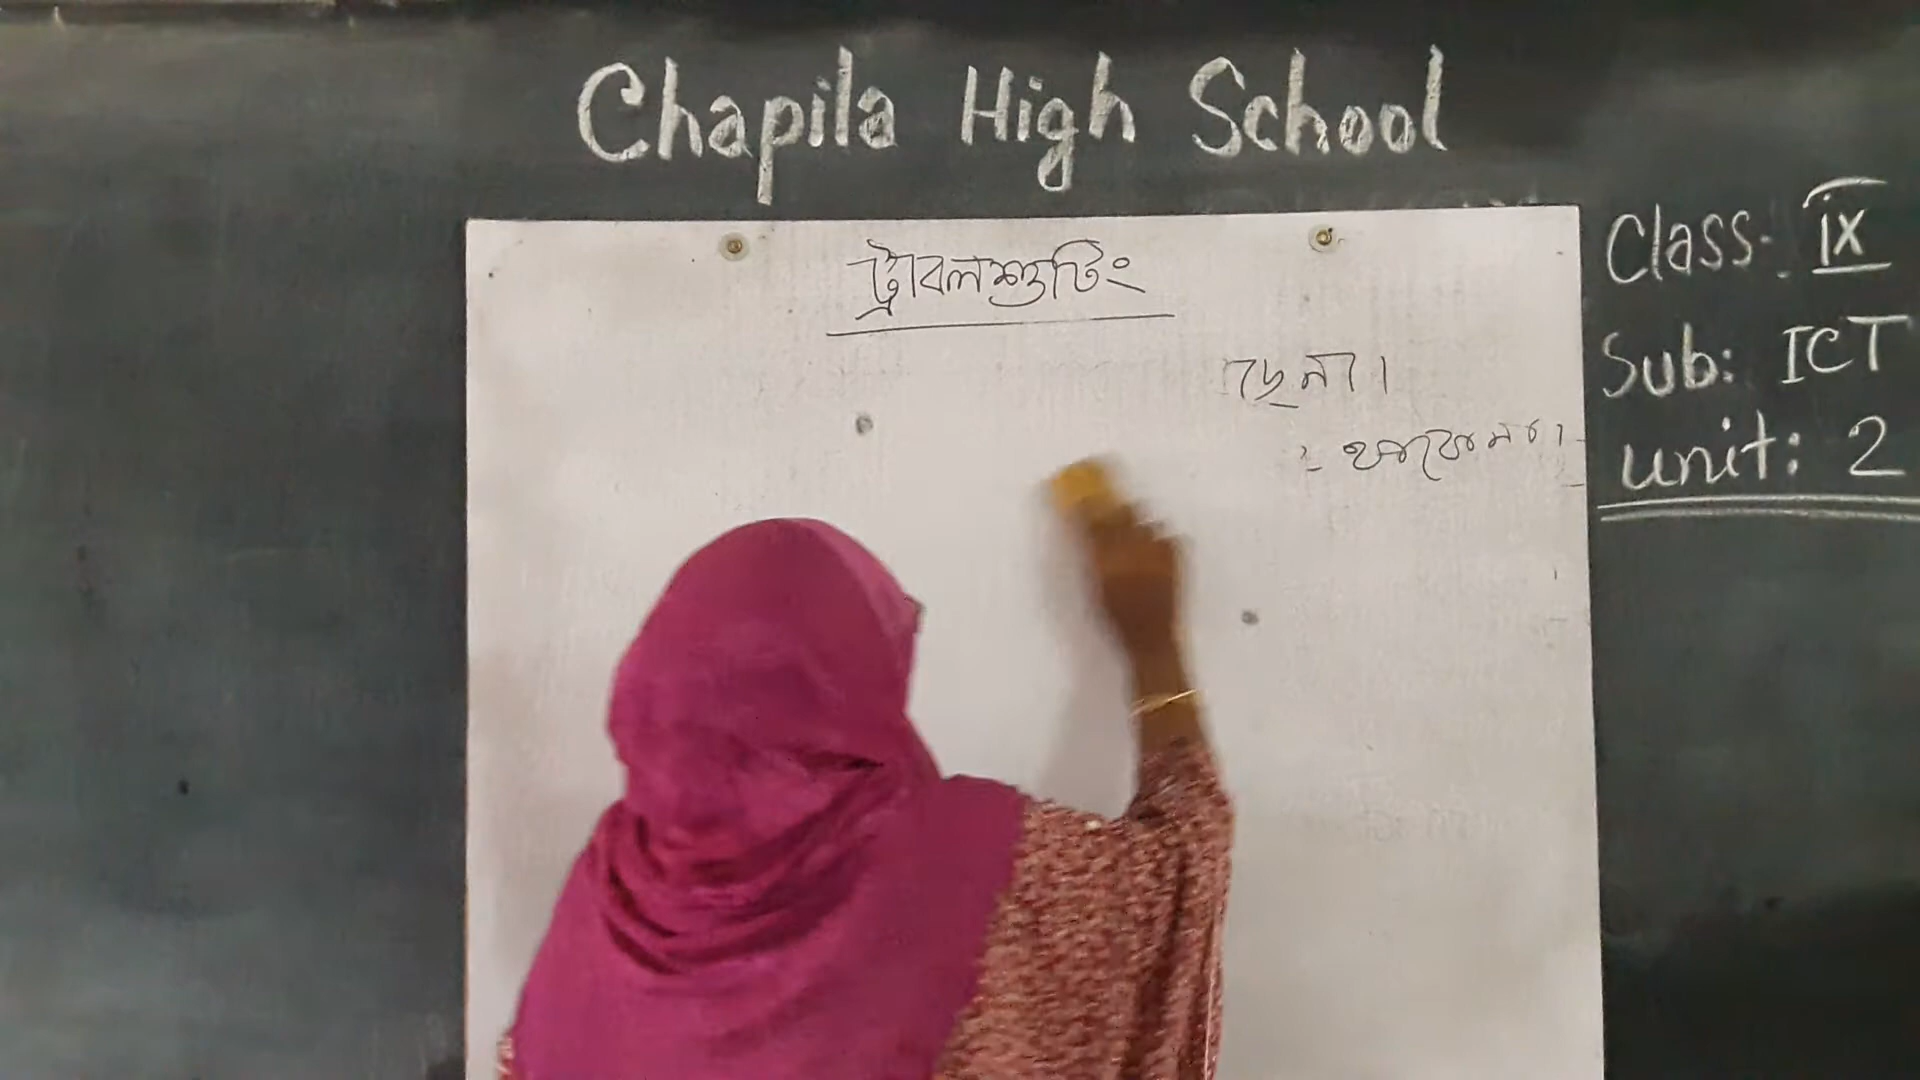 Chapila High School
Class: ix
Sub: ICT
unit: 2
ট্রাবলশুটিং
ছেনা।